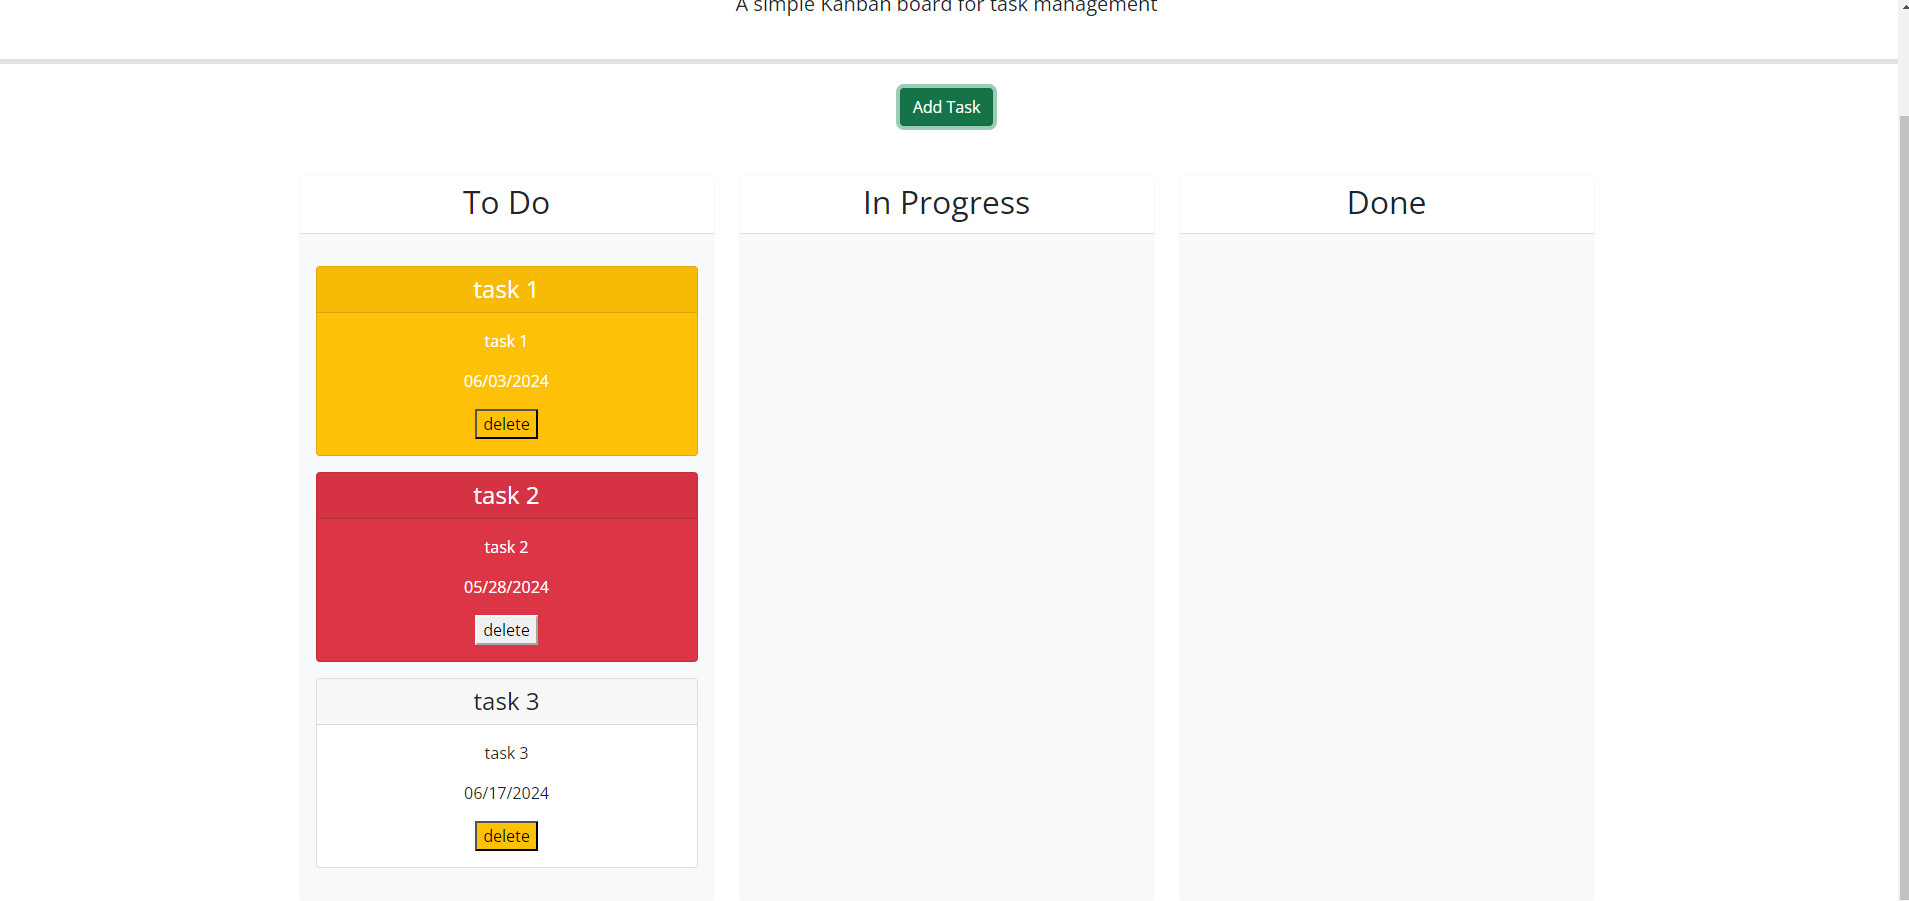 A simple Kanban board for task management
Add Task
To Do
task 1
task 1
06/03/2024
delete
task 2
task 2
05/28/2024
delete
task 3
task 3
06/17/2024
delete
In Progress
Done